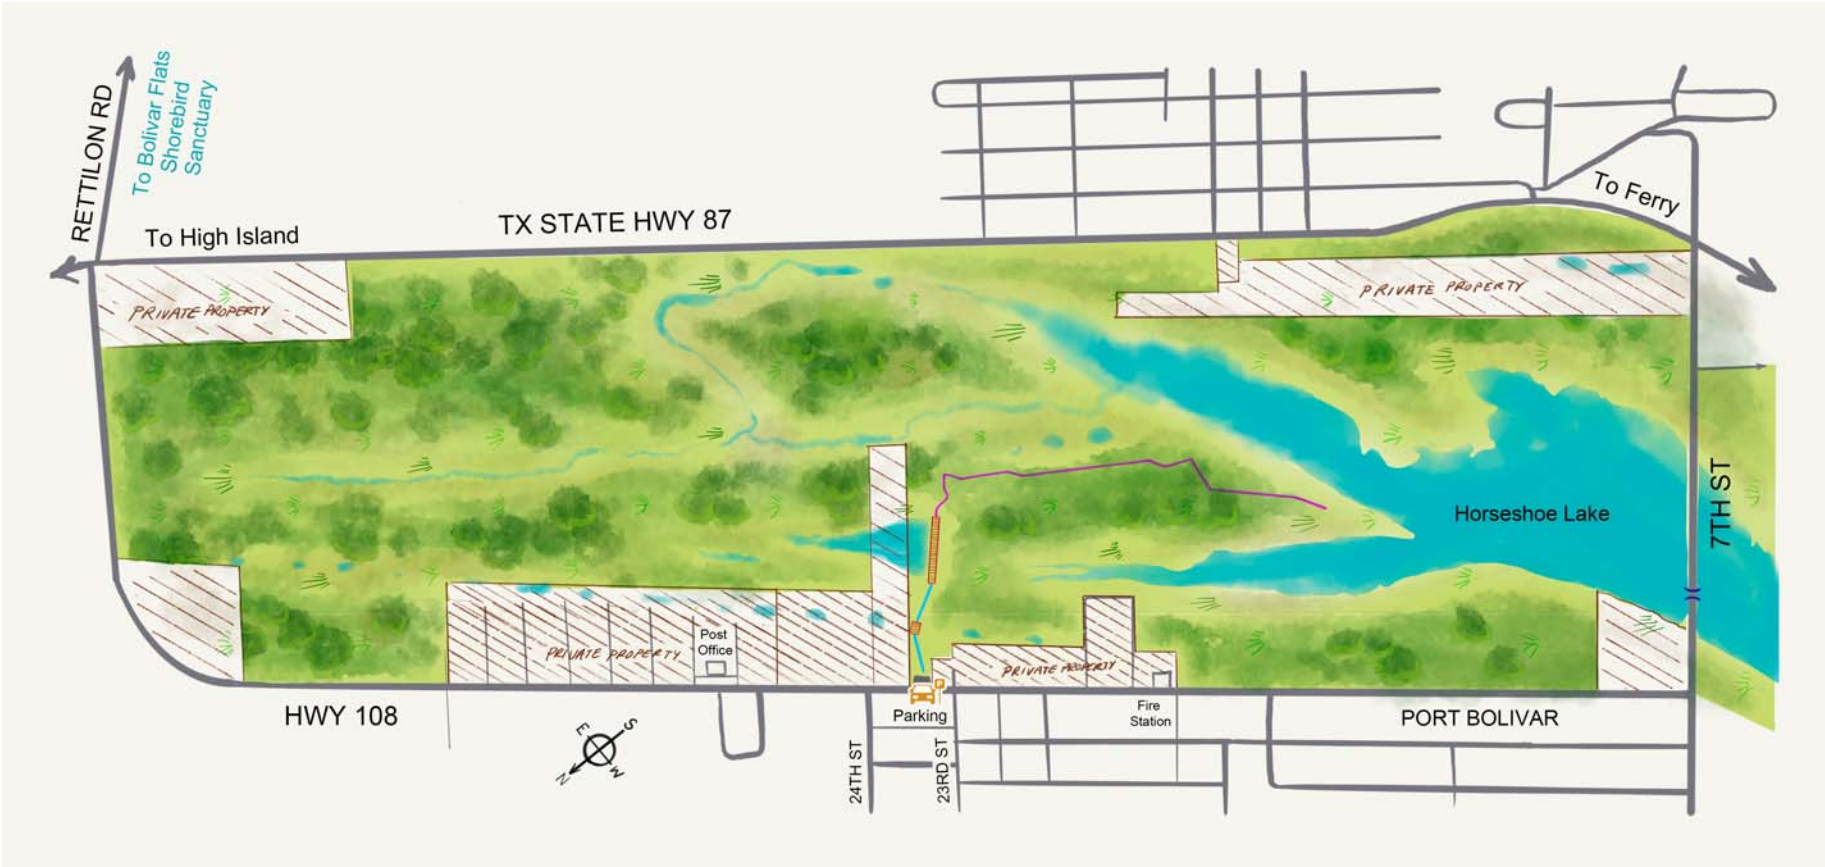 RETTILON RD
To Bolivar Flats
Shorebird
Sanctuary
To High Island
TX STATE HWY 87
To Ferry
PRIVATE PROPERTY
PRIVATE PROPERTY
Horseshoe Lake
7TH ST
Post
Office
PRIVATE PROPERTY
PRIVATE PROPERTY
P
Parking
Fire
Station
HWY 108
PORT BOLIVAR
E
S
N
W
24TH ST
23RD ST